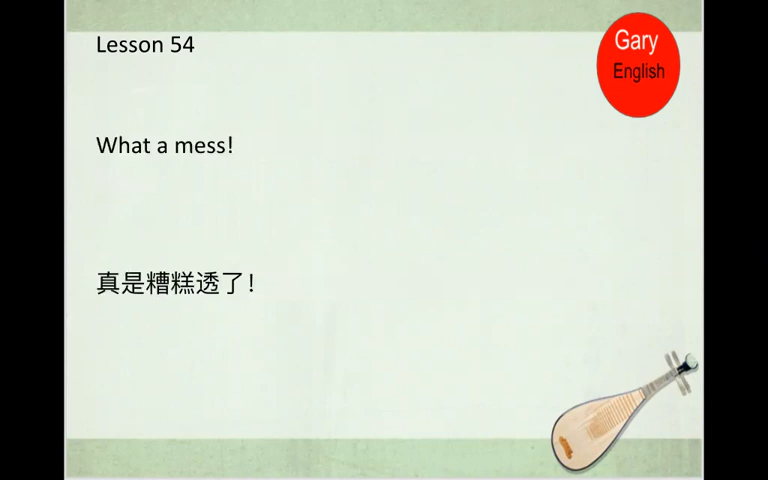 Lesson 54
Gary
English
What a mess!
真是糟糕透了！